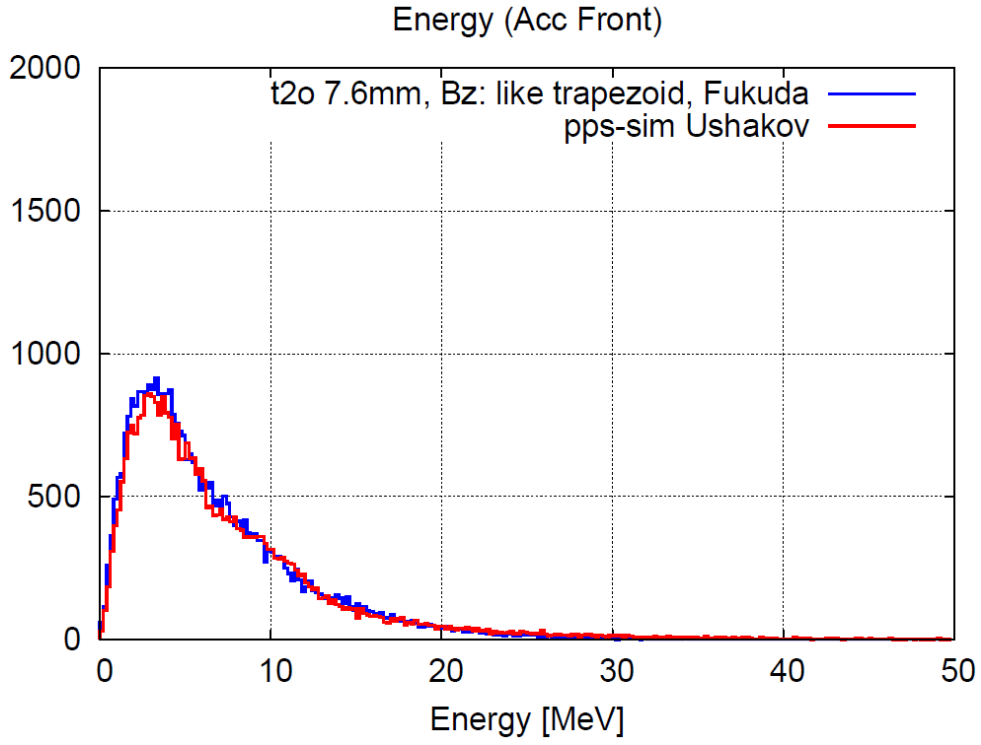 Energy (Acc Front)
t2o 7.6mm, Bz: like trapezoid, Fukuda
pps-sim Ushakov
2000
1500
1000
500
0
0 10 20 30 40 50
Energy [MeV]